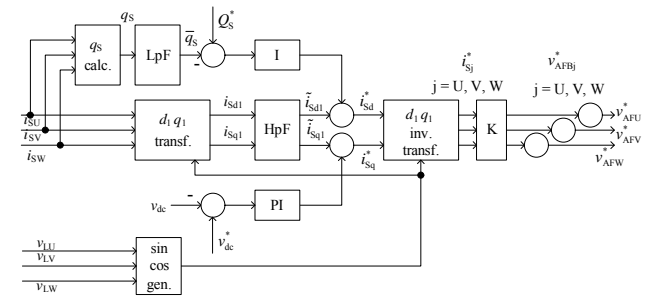 q_S
Q_S^*
q_S
calc.
LpF
q̅_S
-
I
i_Sj^*
j = U, V, W
v_AFBj^*
j = U, V, W
i_SU
i_SV
i_SW
d_1 q_1
transf.
i_Sd1
i_Sq1
HpF
ĩ_Sd1
ĩ_Sq1
i_Sd^*
i_Sq^*
d_1 q_1
inv.
transf.
K
v_AFU^*
v_AFV^*
v_AFW^*
v_dc
-
PI
v_dc^*
v_LU
v_LV
v_LW
sin
cos
gen.